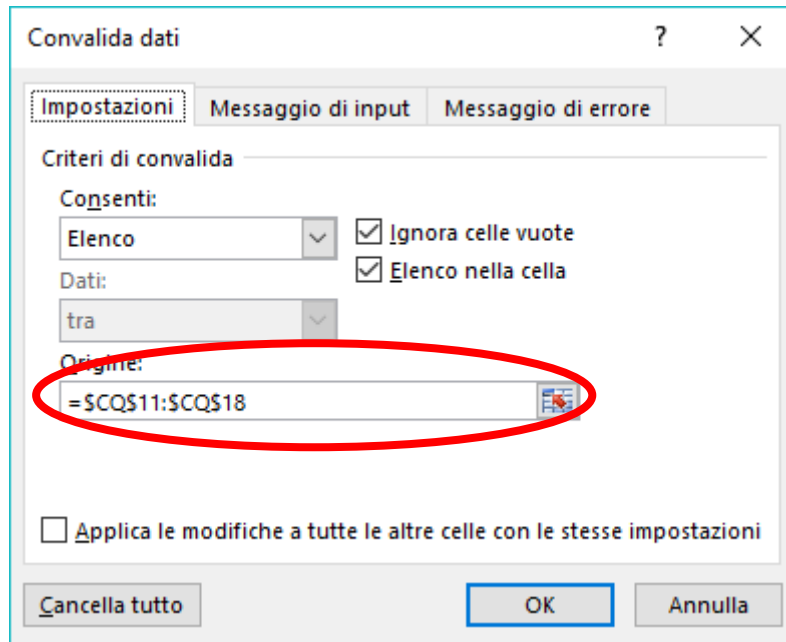 Convalida dati ?
Impostazioni Messaggio di input Messaggio di errore
Criteri di convalida
Consenti:
Elenco Ignora celle vuote
Elenco nella cella
Dati:
tra
Origine:
=$CQ$11:$CQ$18
Applica le modifiche a tutte le altre celle con le stesse impostazioni
Cancella tutto OK Annulla